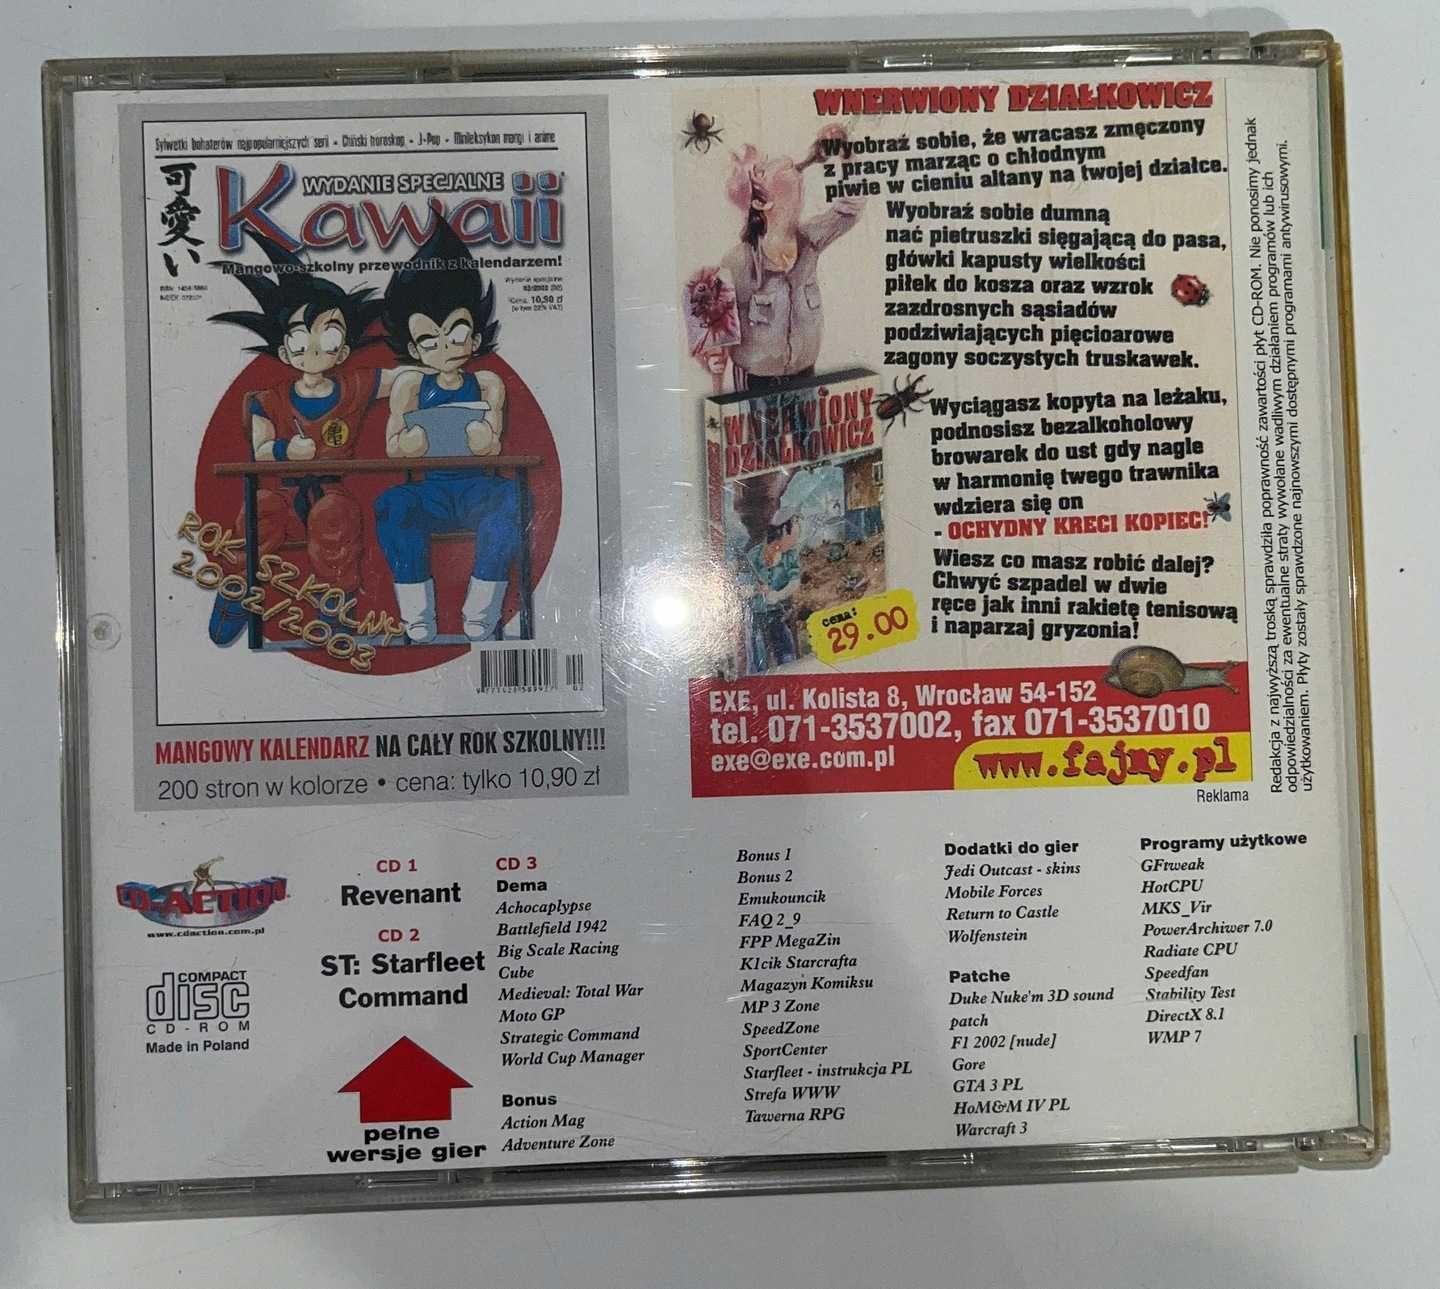 Sylwetki bohaterów najpopularniejszych serii • Chiński horoskop • J-Pop • Minileksykon mangi i anime
可愛い
WYDANIE SPECJALNE
Kawaii
Mangowo-szkolny przewodnik z kalendarzem!
Cena: 10,90 zł
ROK SZKOLNY
2002/2003
MANGOWY KALENDARZ NA CAŁY ROK SZKOLNY!!!
200 stron w kolorze • cena: tylko 10,90 zł
WNERWIONY DZIAŁKOWICZ
Wyobraź sobie, że wracasz zmęczony
z pracy marząc o chłodnym
piwie w cieniu altany na twojej działce.
Wyobraź sobie dumną
nać pietruszki sięgającą do pasa,
główki kapusty wielkości
piłek do kosza oraz wzrok
zazdrosnych sąsiadów
podziwiających pięcioarowe
zagony soczystych truskawek.
WNERWIONY
DZIAŁKOWICZ
Wyciągasz kopyta na leżaku,
podnosisz bezalkoholowy
browarek do ust gdy nagle
w harmonię twego trawnika
wdziera się on
- OCHYDNY KRECI KOPIEC!
Wiesz co masz robić dalej?
Chwyć szpadel w dwie
ręce jak inni rakietę tenisową
i naparzaj gryzonia!
cena:
29.00
EXE, ul. Kolista 8, Wrocław 54-152
tel. 071-3537002, fax 071-3537010
exe@exe.com.pl
www.fajny.pl
Reklama
Redakcja z najwyższą troską sprawdziła poprawność zawartości płyt CD-ROM. Nie ponosimy jednak
odpowiedzialności za ewentualne straty wywołane wadliwym działaniem programów lub ich
użytkowaniem. Płyty zostały sprawdzone najnowszymi dostępnymi programami antywirusowymi.
CD-ACTION
www.cdaction.com.pl
COMPACT
disc
CD-ROM
Made in Poland
CD 1
Revenant
CD 2
ST: Starfleet
Command
pełne
wersje gier
CD 3
Dema
Achocaplypse
Battlefield 1942
Big Scale Racing
Cube
Medieval: Total War
Moto GP
Strategic Command
World Cup Manager
Bonus
Action Mag
Adventure Zone
Bonus 1
Bonus 2
Emukouncik
FAQ 2_9
FPP MegaZin
K1cik Starcrafta
Magazyn Komiksu
MP 3 Zone
SpeedZone
SportCenter
Starfleet - instrukcja PL
Strefa WWW
Tawerna RPG
Dodatki do gier
Jedi Outcast - skins
Mobile Forces
Return to Castle
Wolfenstein
Patche
Duke Nuke'm 3D sound
patch
F1 2002 [nude]
Gore
GTA 3 PL
HoM&M IV PL
Warcraft 3
Programy użytkowe
GFtweak
HotCPU
MKS_Vir
PowerArchiwer 7.0
Radiate CPU
Speedfan
Stability Test
DirectX 8.1
WMP 7